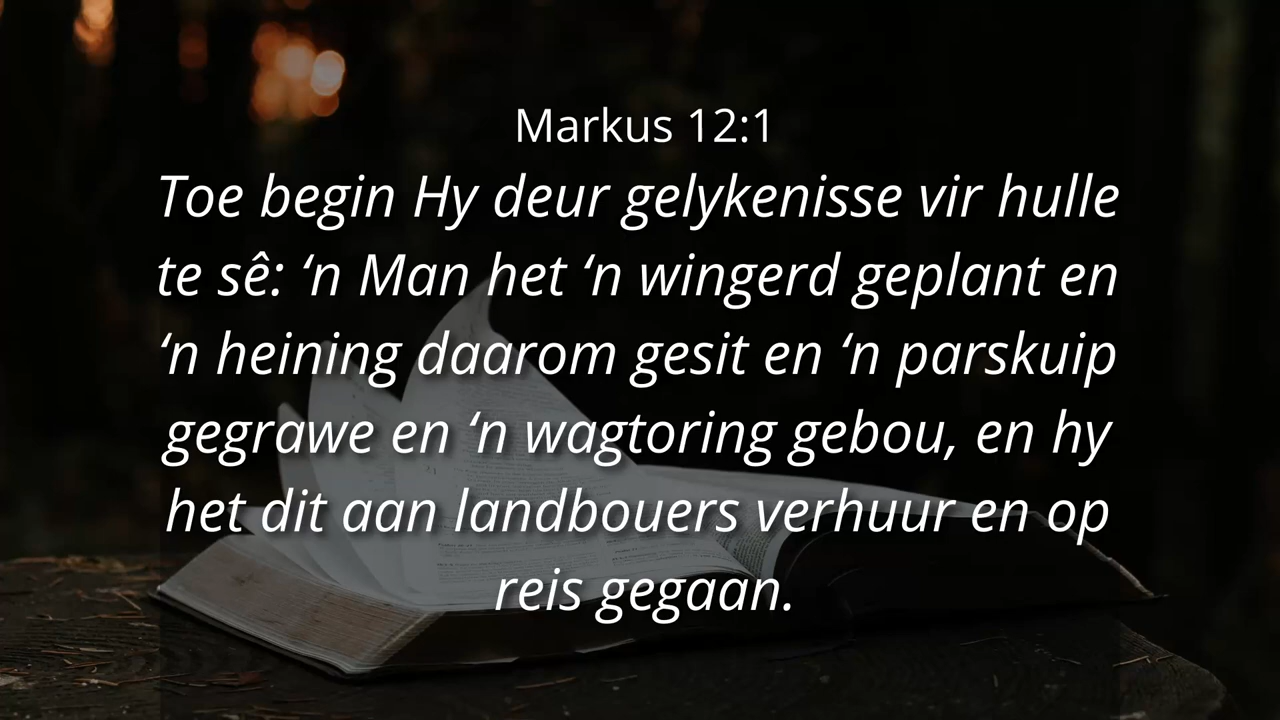 Markus 12:1
Toe begin Hy deur gelykenisse vir hulle
te sê: ‘n Man het ‘n wingerd geplant en
‘n heining daarom gesit en ‘n parskuip
gegrawe en ‘n wagtoring gebou, en hy
het dit aan landbouers verhuur en op
reis gegaan.